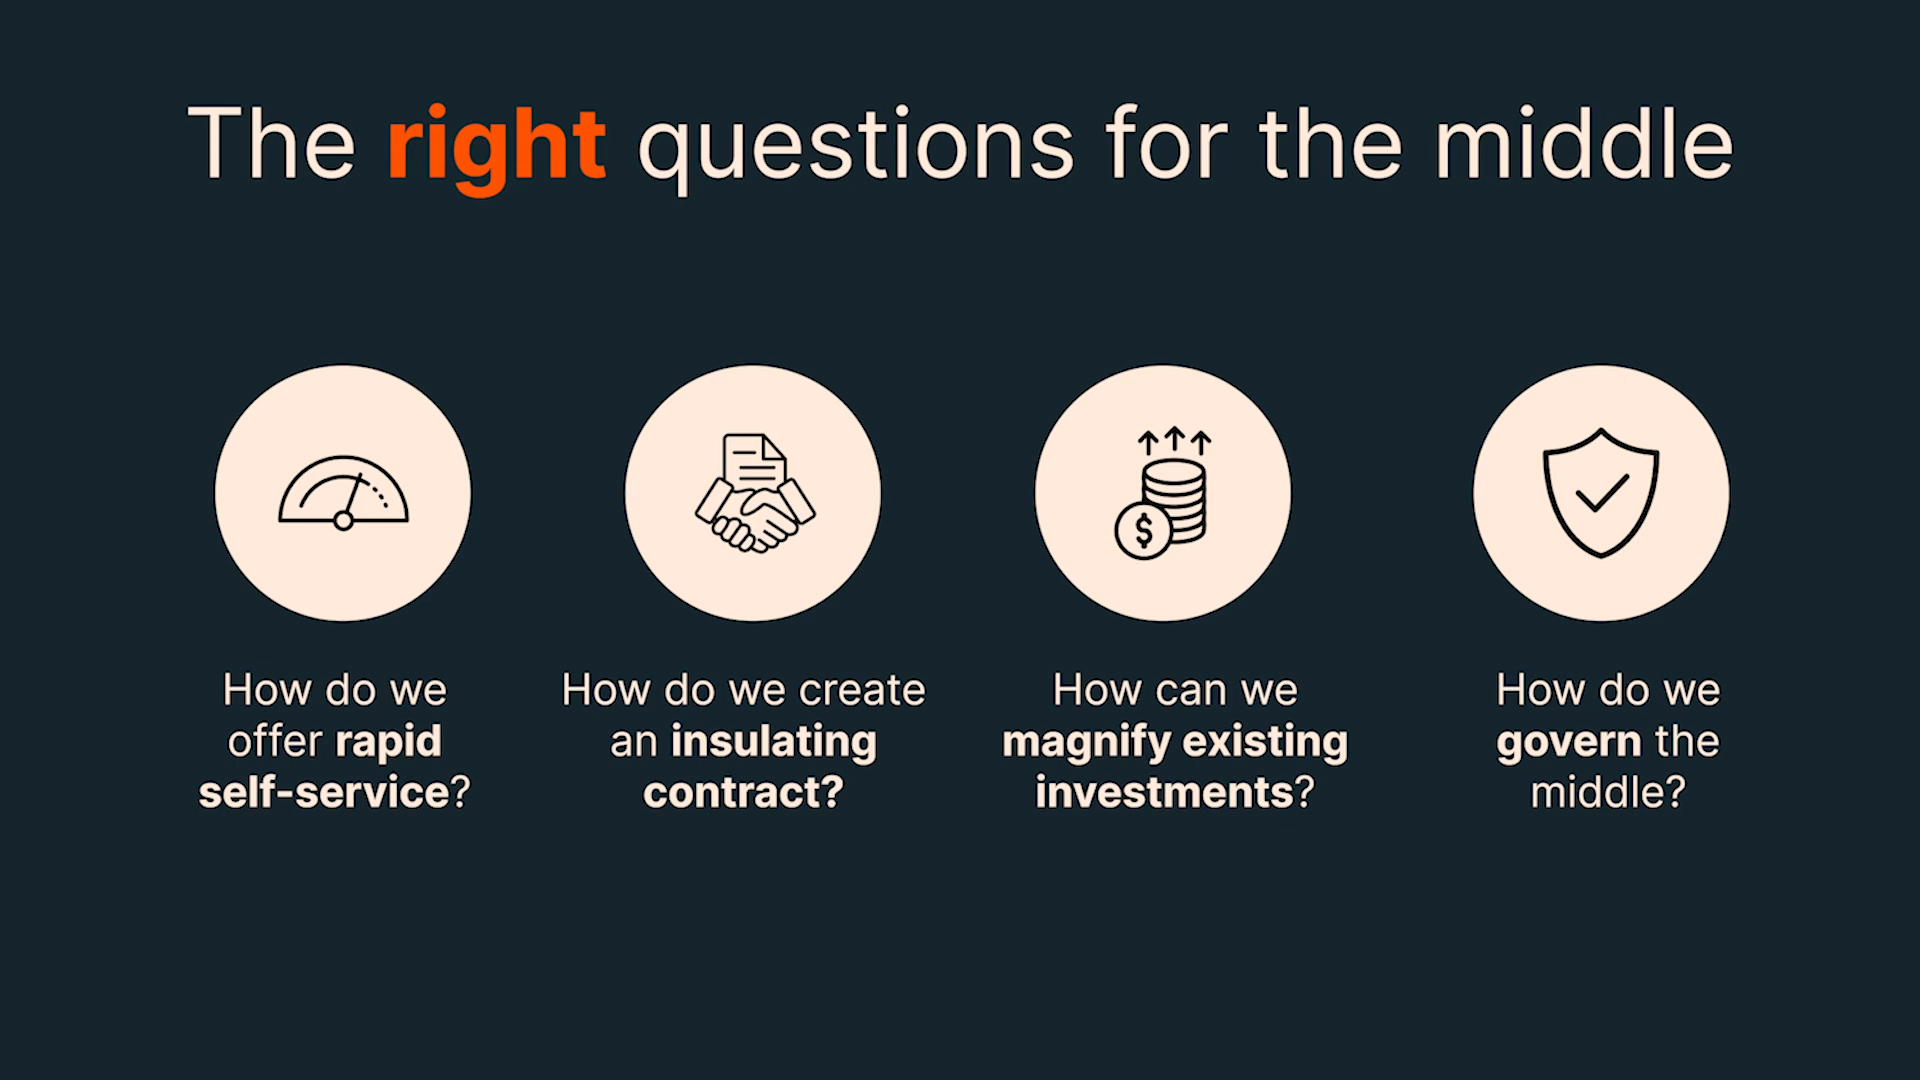 The right questions for the middle
$
How do we
offer rapid
self-service?
How do we create
an insulating
contract?
How can we
magnify existing
investments?
How do we
govern the
middle?